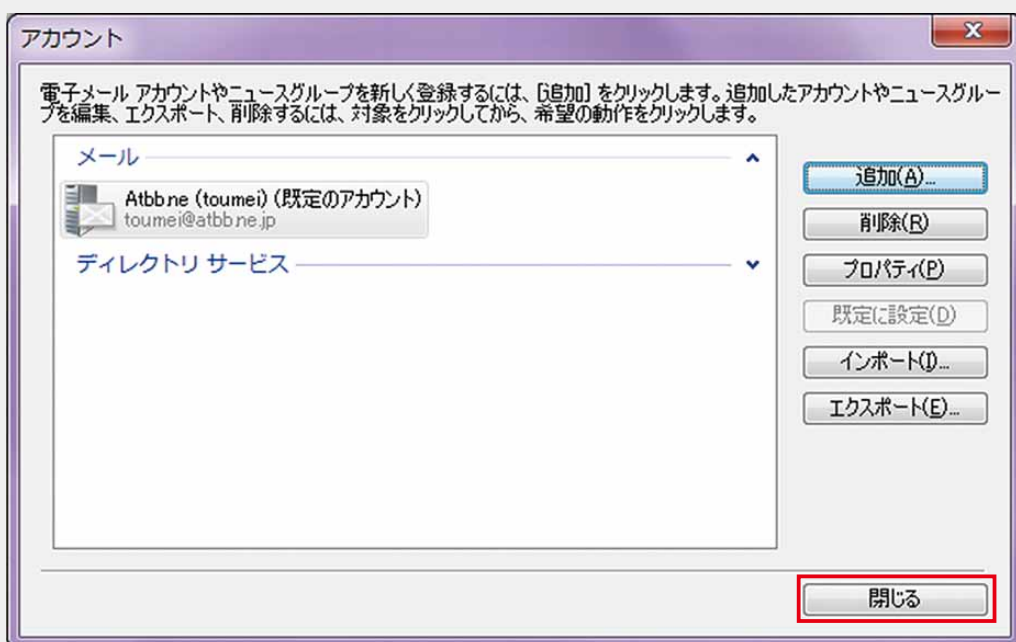 アカウント
電子メール アカウントやニュースグループを新しく登録するには、[追加] をクリックします。追加したアカウントやニュースグルー
プを編集、エクスポート、削除するには、対象をクリックしてから、希望の動作をクリックします。
メール
Atbb.ne (toumei) (既定のアカウント)
toumei@atbb.ne.jp
ディレクトリ サービス
追加(A)...
削除(R)
プロパティ(P)
既定に設定(D)
インポート(I)...
エクスポート(E)...
閉じる